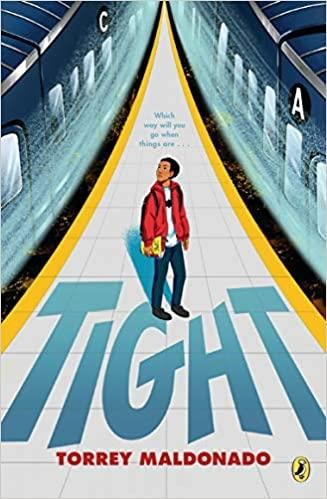 C
A
Which
way will you
go when
things are . . .
TIGHT
TORREY MALDONADO